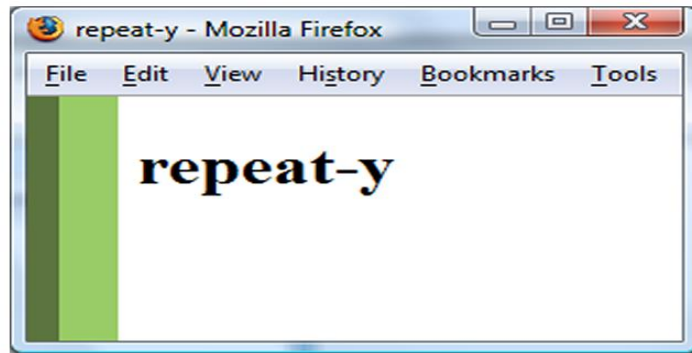 repeat-y - Mozilla Firefox
File Edit View History Bookmarks Tools
repeat-y